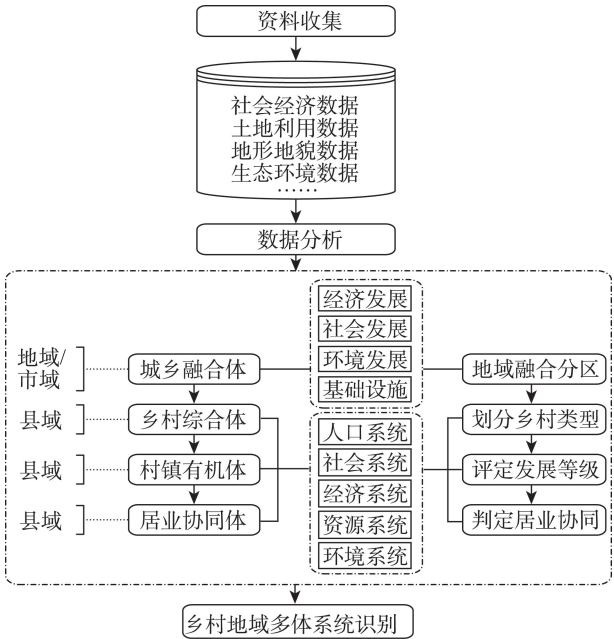 资料收集
社会经济数据
土地利用数据
地形地貌数据
生态环境数据
······
数据分析
经济发展
社会发展
环境发展
基础设施
地域/
市域
城乡融合体
地域融合分区
县域
乡村综合体
划分乡村类型
人口系统
社会系统
经济系统
资源系统
环境系统
县域
村镇有机体
评定发展等级
县域
居业协同体
判定居业协同
乡村地域多体系统识别